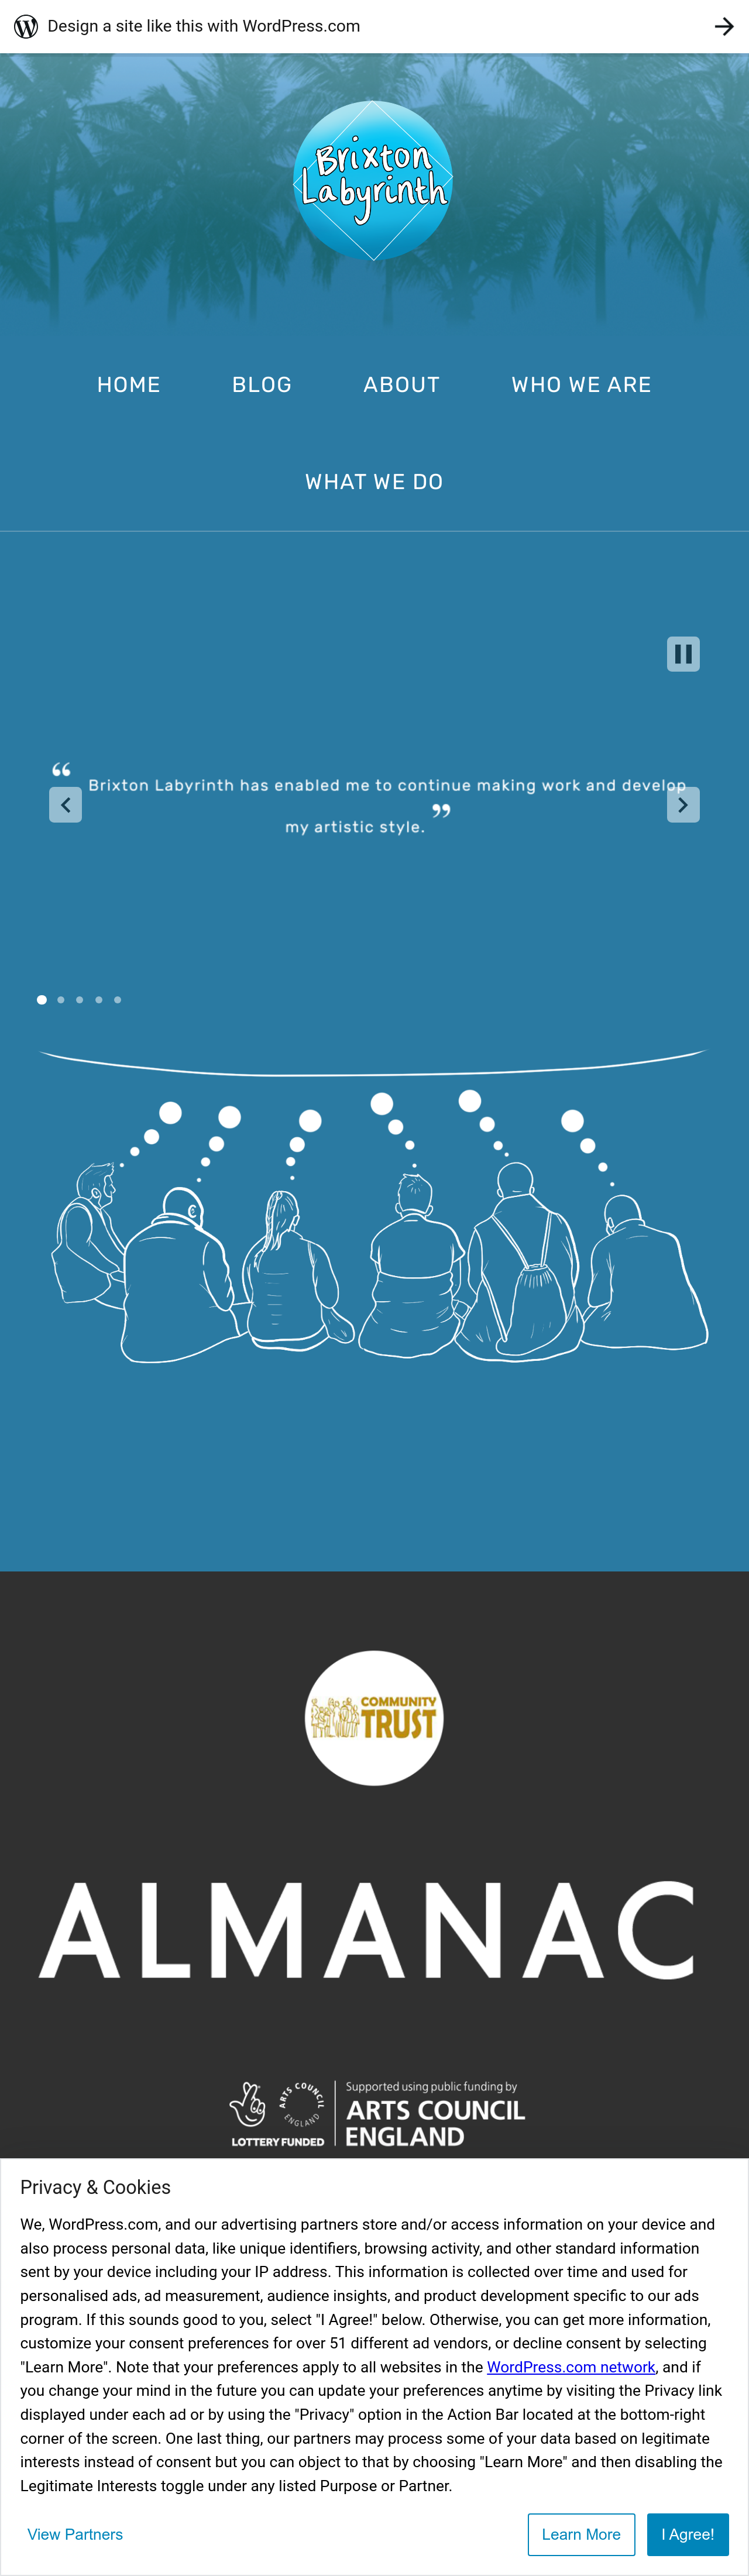 Design a site like this with WordPress.com
Brixton
Labyrinth
HOME BLOG ABOUT WHO WE ARE
WHAT WE DO
“ Brixton Labyrinth has enabled me to continue making work and develop
my artistic style. ”
COMMUNITY
TRUST
ALMANAC
ARTS COUNCIL
ENGLAND
LOTTERY FUNDED
Supported using public funding by
ARTS COUNCIL
ENGLAND
Privacy & Cookies
We, WordPress.com, and our advertising partners store and/or access information on your device and
also process personal data, like unique identifiers, browsing activity, and other standard information
sent by your device including your IP address. This information is collected over time and used for
personalised ads, ad measurement, audience insights, and product development specific to our ads
program. If this sounds good to you, select "I Agree!" below. Otherwise, you can get more information,
customize your consent preferences for over 51 different ad vendors, or decline consent by selecting
"Learn More". Note that your preferences apply to all websites in the WordPress.com network, and if
you change your mind in the future you can update your preferences anytime by visiting the Privacy link
displayed under each ad or by using the "Privacy" option in the Action Bar located at the bottom-right
corner of the screen. One last thing, our partners may process some of your data based on legitimate
interests instead of consent but you can object to that by choosing "Learn More" and then disabling the
Legitimate Interests toggle under any listed Purpose or Partner.
View Partners Learn More I Agree!